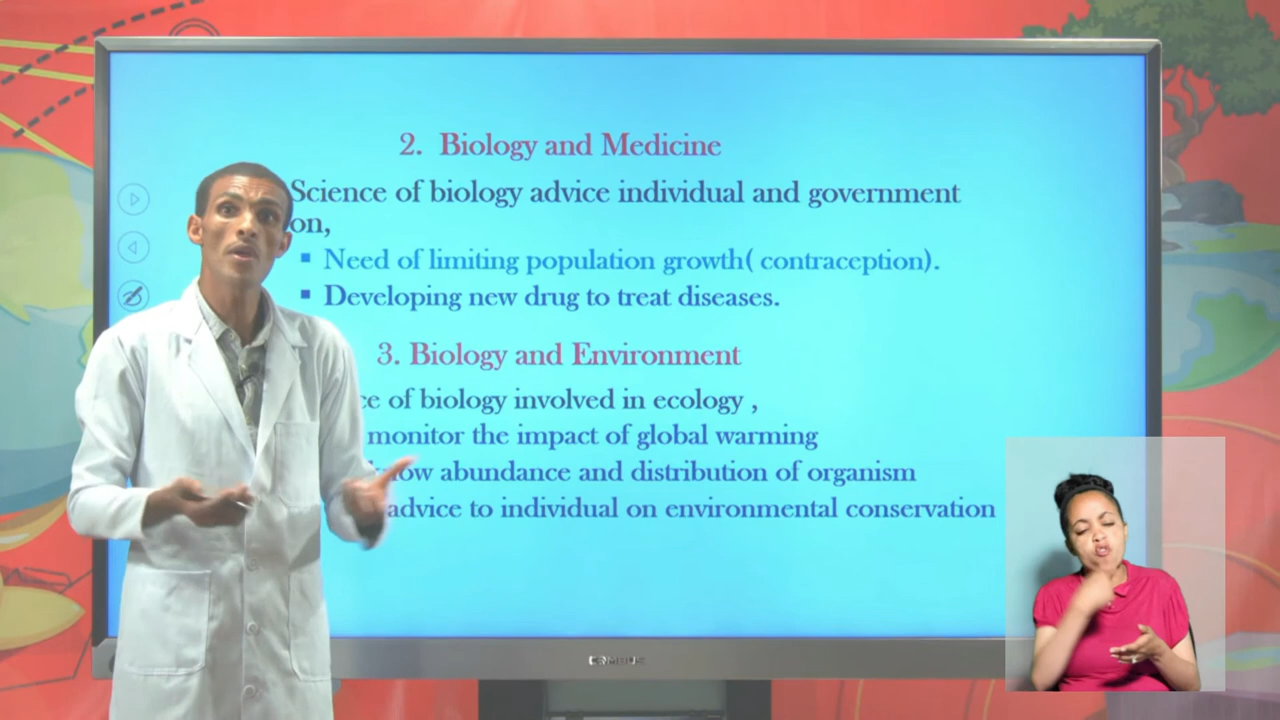 2. Biology and Medicine
Science of biology advice individual and government
on,
▪ Need of limiting population growth( contraception).
▪ Developing new drug to treat diseases.
3. Biology and Environment
of biology involved in ecology ,
monitor the impact of global warming
abundance and distribution of organism
advice to individual on environmental conservation